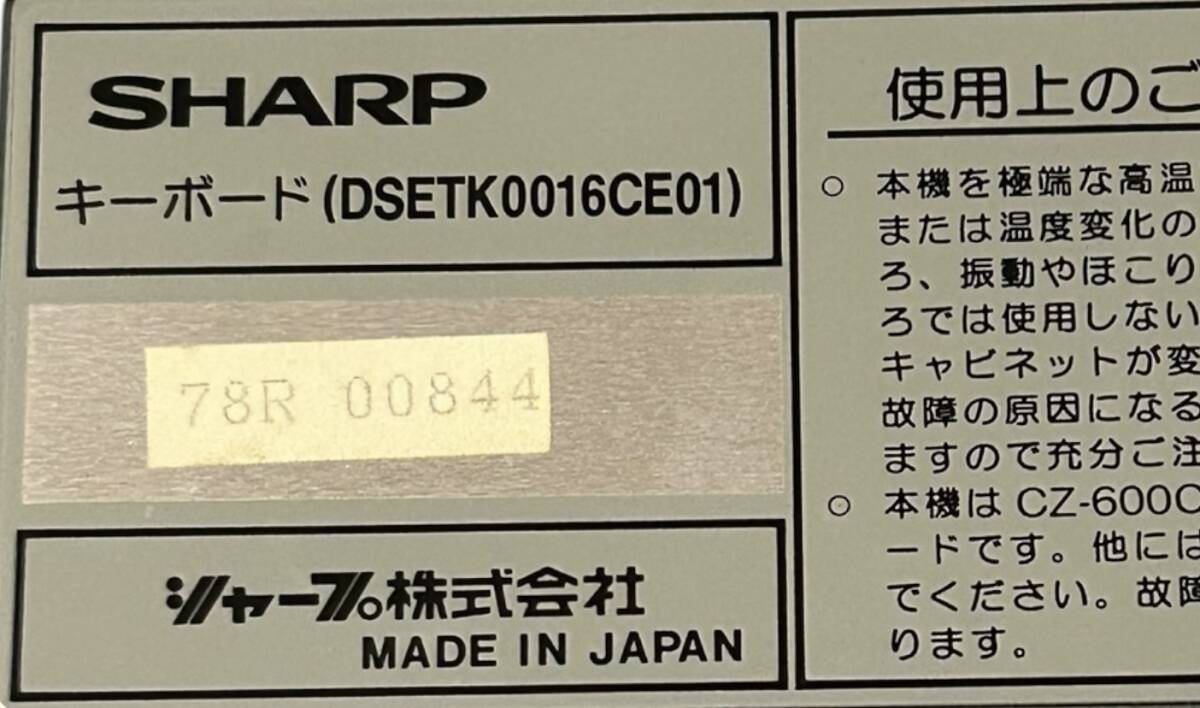 SHARP
キーボード(DSETK0016CE01)
78R 00844
シャープ株式会社
MADE IN JAPAN
使用上のご
○ 本機を極端な高温
または温度変化の
ろ、振動やほこり
ろでは使用しない
キャビネットが変
故障の原因になる
ますので充分ご注
○ 本機は CZ-600C
ードです。他には
でください。故障
ります。